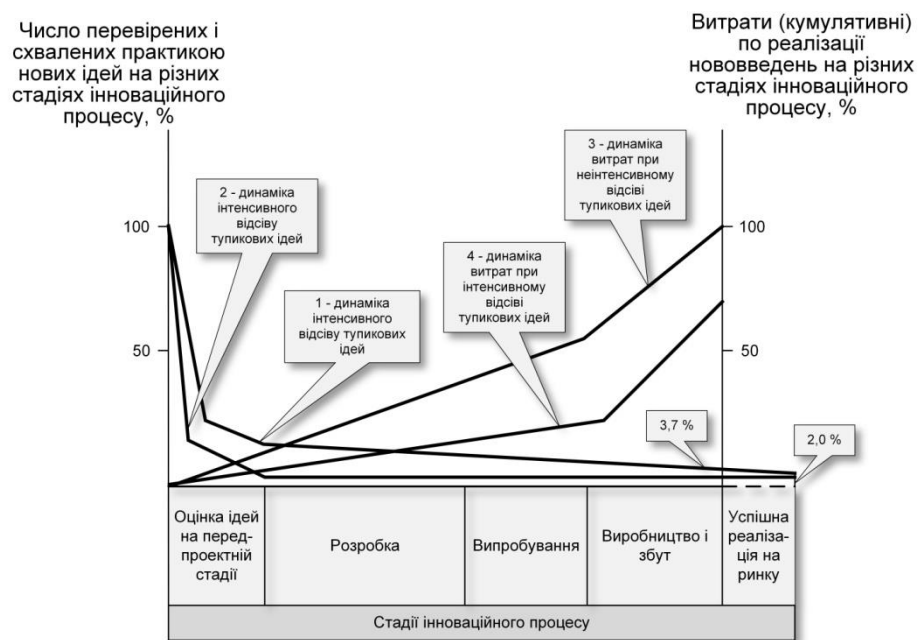 Число перевірених і
схвалених практикою
нових ідей на різних
стадіях інноваційного
процесу, %
Витрати (кумулятивні)
по реалізації
нововведень на різних
стадіях інноваційного
процесу, %
2 - динаміка
інтенсивного
відсіву
тупикових ідей
3 - динаміка
витрат при
неінтенсивному
відсіві
тупикових ідей
4 - динаміка
витрат при
інтенсивному
відсіві
тупикових ідей
1 - динаміка
інтенсивного
відсіву тупикових
ідей
100
50
100
50
3,7 %
2,0 %
Оцінка ідей
на перед-
проектній
стадії
Розробка
Випробування
Виробництво і
збут
Успішна
реаліза-
ція на
ринку
Стадії інноваційного процесу